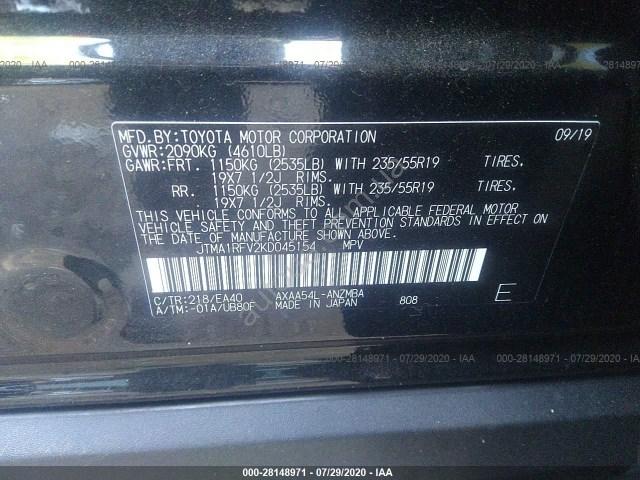 000-28148971 / 07/29/2020 - IAA
MFD.BY:TOYOTA MOTOR CORPORATION 09/19
GVWR:2090KG (4610LB)
GAWR:FRT. 1150KG (2535LB) WITH 235/55R19 TIRES.
19X7 1/2J RIMS.
RR. 1150KG (2535LB) WITH 235/55R19 TIRES.
19X7 1/2J RIMS.
THIS VEHICLE CONFORMS TO ALL APPLICABLE FEDERAL MOTOR
VEHICLE SAFETY AND THEFT PREVENTION STANDARDS IN EFFECT
ON THE DATE OF MANUFACTURE SHOWN ABOVE.
JTMA1RFV2KD045154 MPV
C/TR:218/EA40 AXAA54L-ANZMBA
A/TM:-01A/UB80F MADE IN JAPAN 808 E
000-28148971 / 07/29/2020 - IAA
000-28148971 / 07/29/2020 - IAA